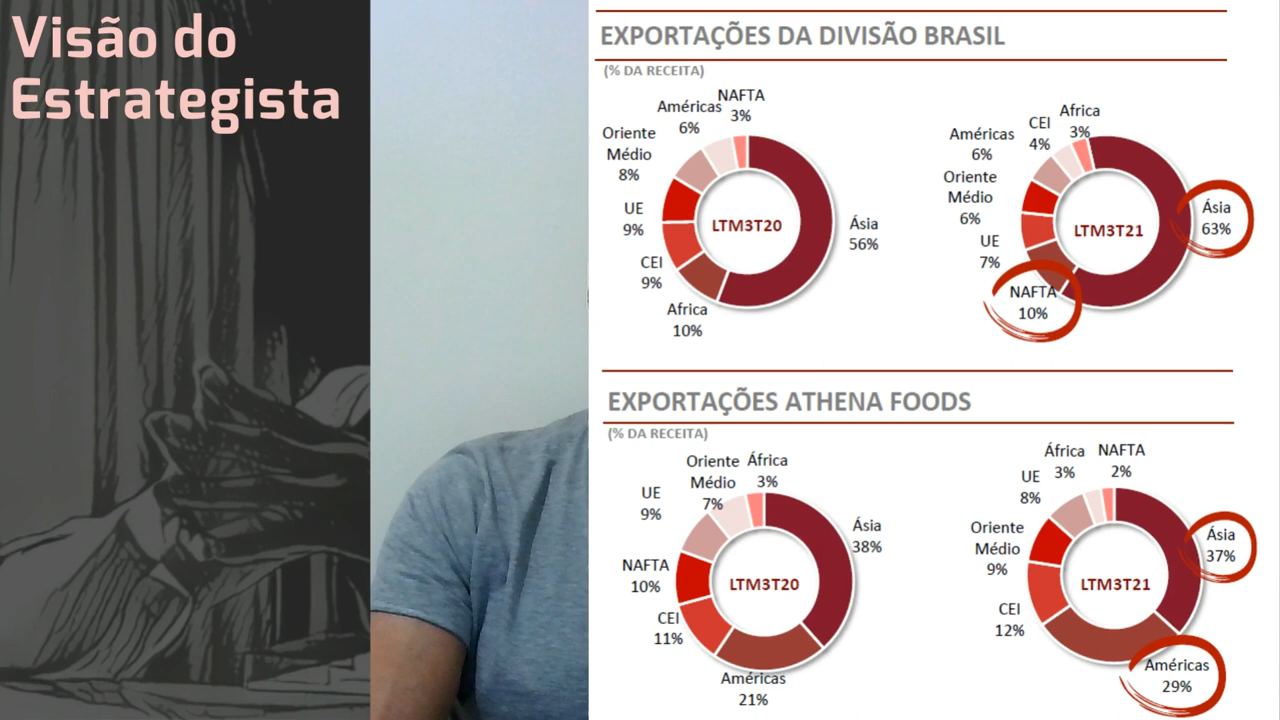 Visão do
Estrategista
EXPORTAÇÕES DA DIVISÃO BRASIL
(% DA RECEITA)
NAFTA
3%
Américas
6%
Oriente
Médio
8%
UE
9%
CEI
9%
Africa
10%
Ásia
56%
LTM3T20
Africa
3%
CEI
4%
Américas
6%
Oriente
Médio
6%
UE
7%
NAFTA
10%
Ásia
63%
LTM3T21
EXPORTAÇÕES ATHENA FOODS
(% DA RECEITA)
África
3%
Oriente
Médio
7%
UE
9%
NAFTA
10%
CEI
11%
Américas
21%
Ásia
38%
LTM3T20
NAFTA
2%
África
3%
UE
8%
Oriente
Médio
9%
CEI
12%
Américas
29%
Ásia
37%
LTM3T21